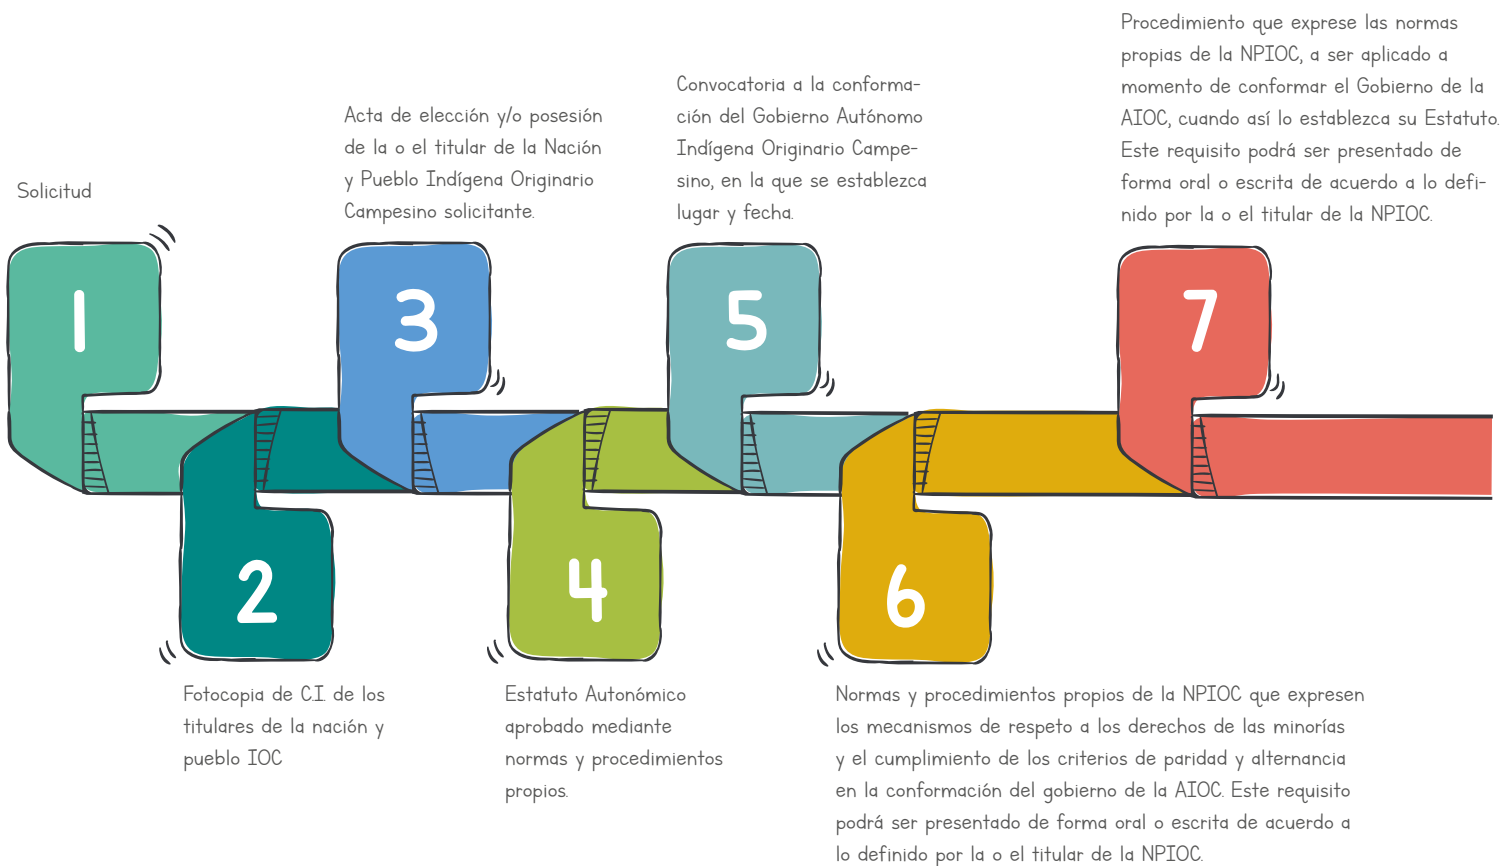 Solicitud
1
Fotocopia de C.I. de los
titulares de la nación y
pueblo IOC
2
Acta de elección y/o posesión
de la o el titular de la Nación
y Pueblo Indígena Originario
Campesino solicitante.
3
Estatuto Autonómico
aprobado mediante
normas y procedimientos
propios.
4
Convocatoria a la conforma-
ción del Gobierno Autónomo
Indígena Originario Campe-
sino, en la que se establezca
lugar y fecha.
5
Normas y procedimientos propios de la NPIOC que expresen
los mecanismos de respeto a los derechos de las minorías
y el cumplimiento de los criterios de paridad y alternancia
en la conformación del gobierno de la AIOC. Este requisito
podrá ser presentado de forma oral o escrita de acuerdo a
lo definido por la o el titular de la NPIOC.
6
Procedimiento que exprese las normas
propias de la NPIOC, a ser aplicado a
momento de conformar el Gobierno de la
AIOC, cuando así lo establezca su Estatuto.
Este requisito podrá ser presentado de
forma oral o escrita de acuerdo a lo defi-
nido por la o el titular de la NPIOC.
7